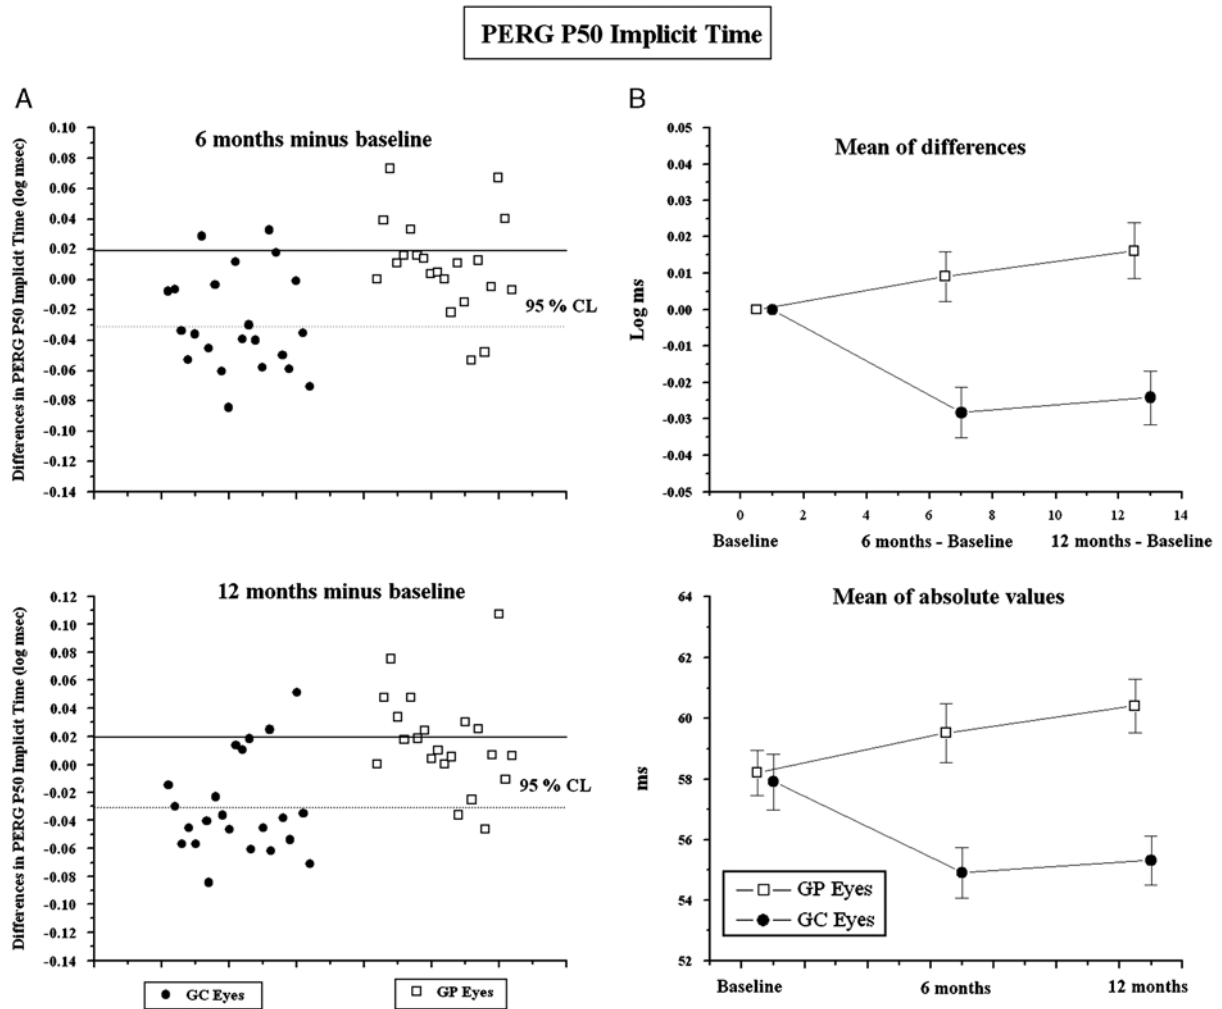 PERG P50 Implicit Time
A
6 months minus baseline
Differences in PERG P50 Implicit Time (log msec)
0.10
0.08
0.06
0.04
0.02
0.00
-0.02
-0.04
-0.06
-0.08
-0.10
-0.12
-0.14
95 % CL
12 months minus baseline
Differences in PERG P50 Implicit Time (log msec)
0.12
0.10
0.08
0.06
0.04
0.02
0.00
-0.02
-0.04
-0.06
-0.08
-0.10
-0.12
-0.14
95 % CL
GC Eyes
GP Eyes
B
Mean of differences
Log ms
0.05
0.04
0.03
0.02
0.01
0.00
-0.01
-0.02
-0.03
-0.04
-0.05
0 2 4 6 8 10 12 14
Baseline 6 months - Baseline 12 months - Baseline
Mean of absolute values
ms
64
62
60
58
56
54
52
GP Eyes
GC Eyes
Baseline 6 months 12 months